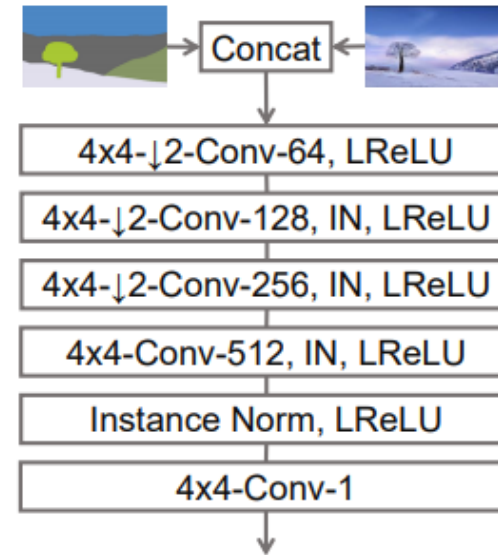 Concat
4x4-↓2-Conv-64, LReLU
4x4-↓2-Conv-128, IN, LReLU
4x4-↓2-Conv-256, IN, LReLU
4x4-Conv-512, IN, LReLU
Instance Norm, LReLU
4x4-Conv-1